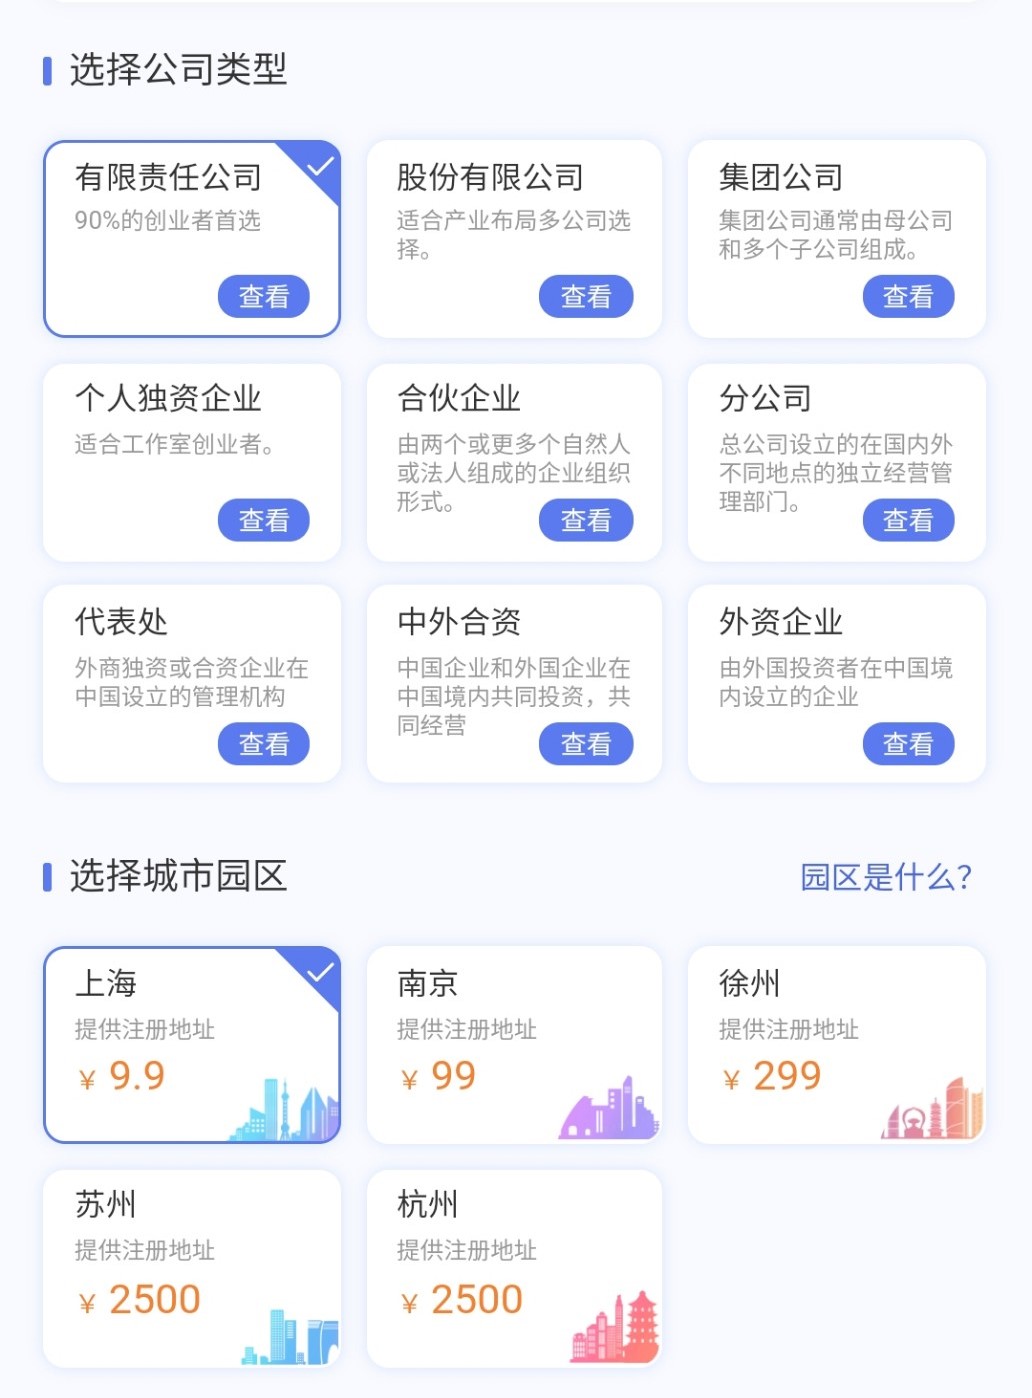 选择公司类型
有限责任公司
90%的创业者首选
查看
股份有限公司
适合产业布局多公司选
择。
查看
集团公司
集团公司通常由母公司
和多个子公司组成。
查看
个人独资企业
适合工作室创业者。
查看
合伙企业
由两个或更多个自然人
或法人组成的企业组织
形式。
查看
分公司
总公司设立的在国内外
不同地点的独立经营管
理部门。
查看
代表处
外商独资或合资企业在
中国设立的管理机构
查看
中外合资
中国企业和外国企业在
中国境内共同投资，共
同经营
查看
外资企业
由外国投资者在中国境
内设立的企业
查看
选择城市园区
园区是什么?
上海
提供注册地址
¥ 9.9
南京
提供注册地址
¥ 99
徐州
提供注册地址
¥ 299
苏州
提供注册地址
¥ 2500
杭州
提供注册地址
¥ 2500